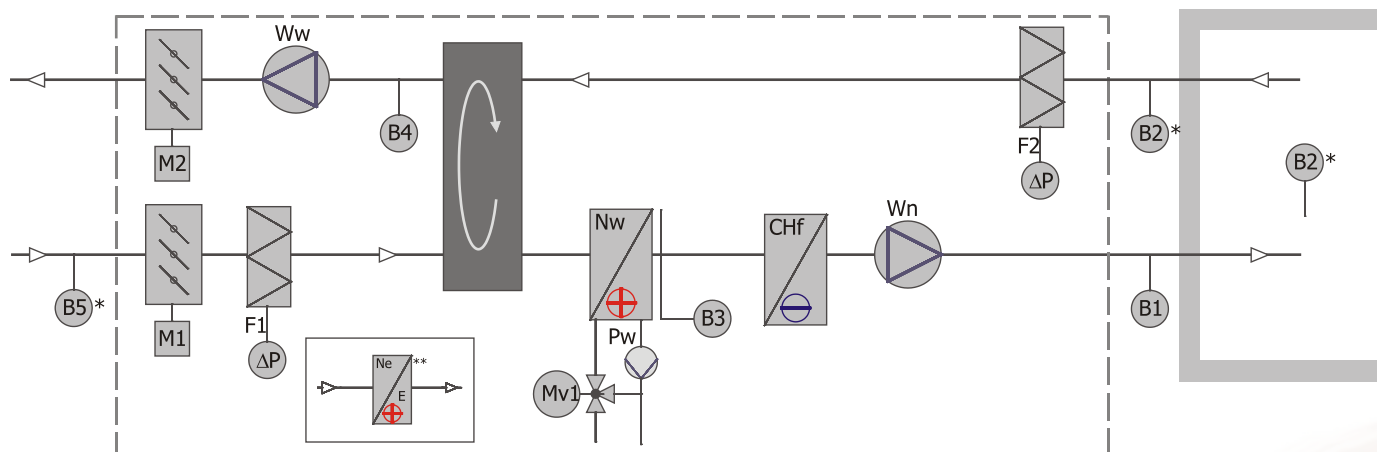 Ww
B4
M2
F2
ΔP
B2*
B2*
B5*
M1
F1
ΔP
Ne **
E
Nw
B3
Pw
Mv1
CHf
Wn
B1